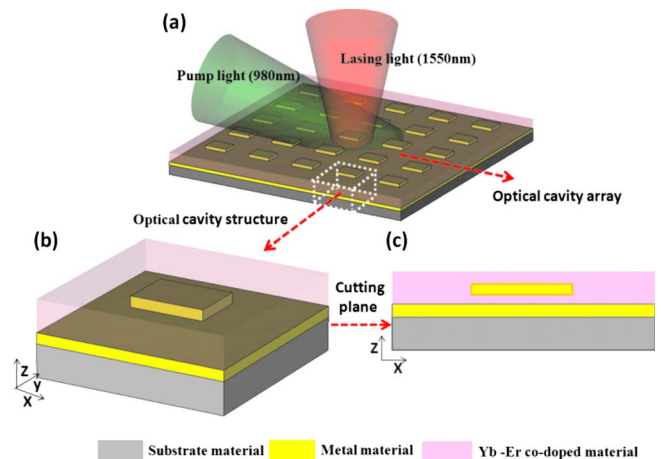 (a)
Lasing light (1550nm)
Pump light (980nm)
Optical cavity array
Optical cavity structure
(b)
(c)
Cutting
plane
Z
y
X
Z
X
Substrate material
Metal material
Yb -Er co-doped material